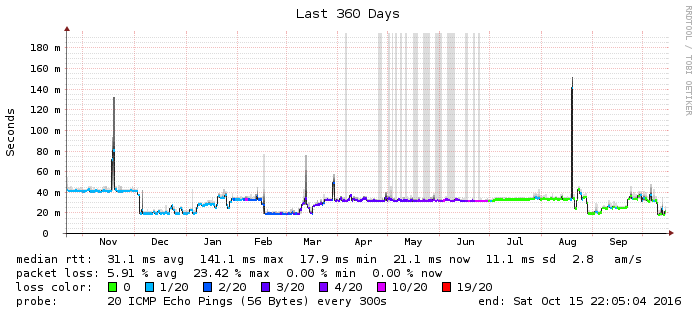 Last 360 Days
RRDTOOL / TOBI OETIKER
Seconds
180 m
160 m
140 m
120 m
100 m
80 m
60 m
40 m
20 m
0
Nov Dec Jan Feb Mar Apr May Jun Jul Aug Sep
median rtt: 31.1 ms avg 141.1 ms max 17.9 ms min 21.1 ms now 11.1 ms sd 2.8 am/s
packet loss: 5.91 % avg 23.42 % max 0.00 % min 0.00 % now
loss color: 0 1/20 2/20 3/20 4/20 10/20 19/20
probe: 20 ICMP Echo Pings (56 Bytes) every 300s end: Sat Oct 15 22:05:04 2016